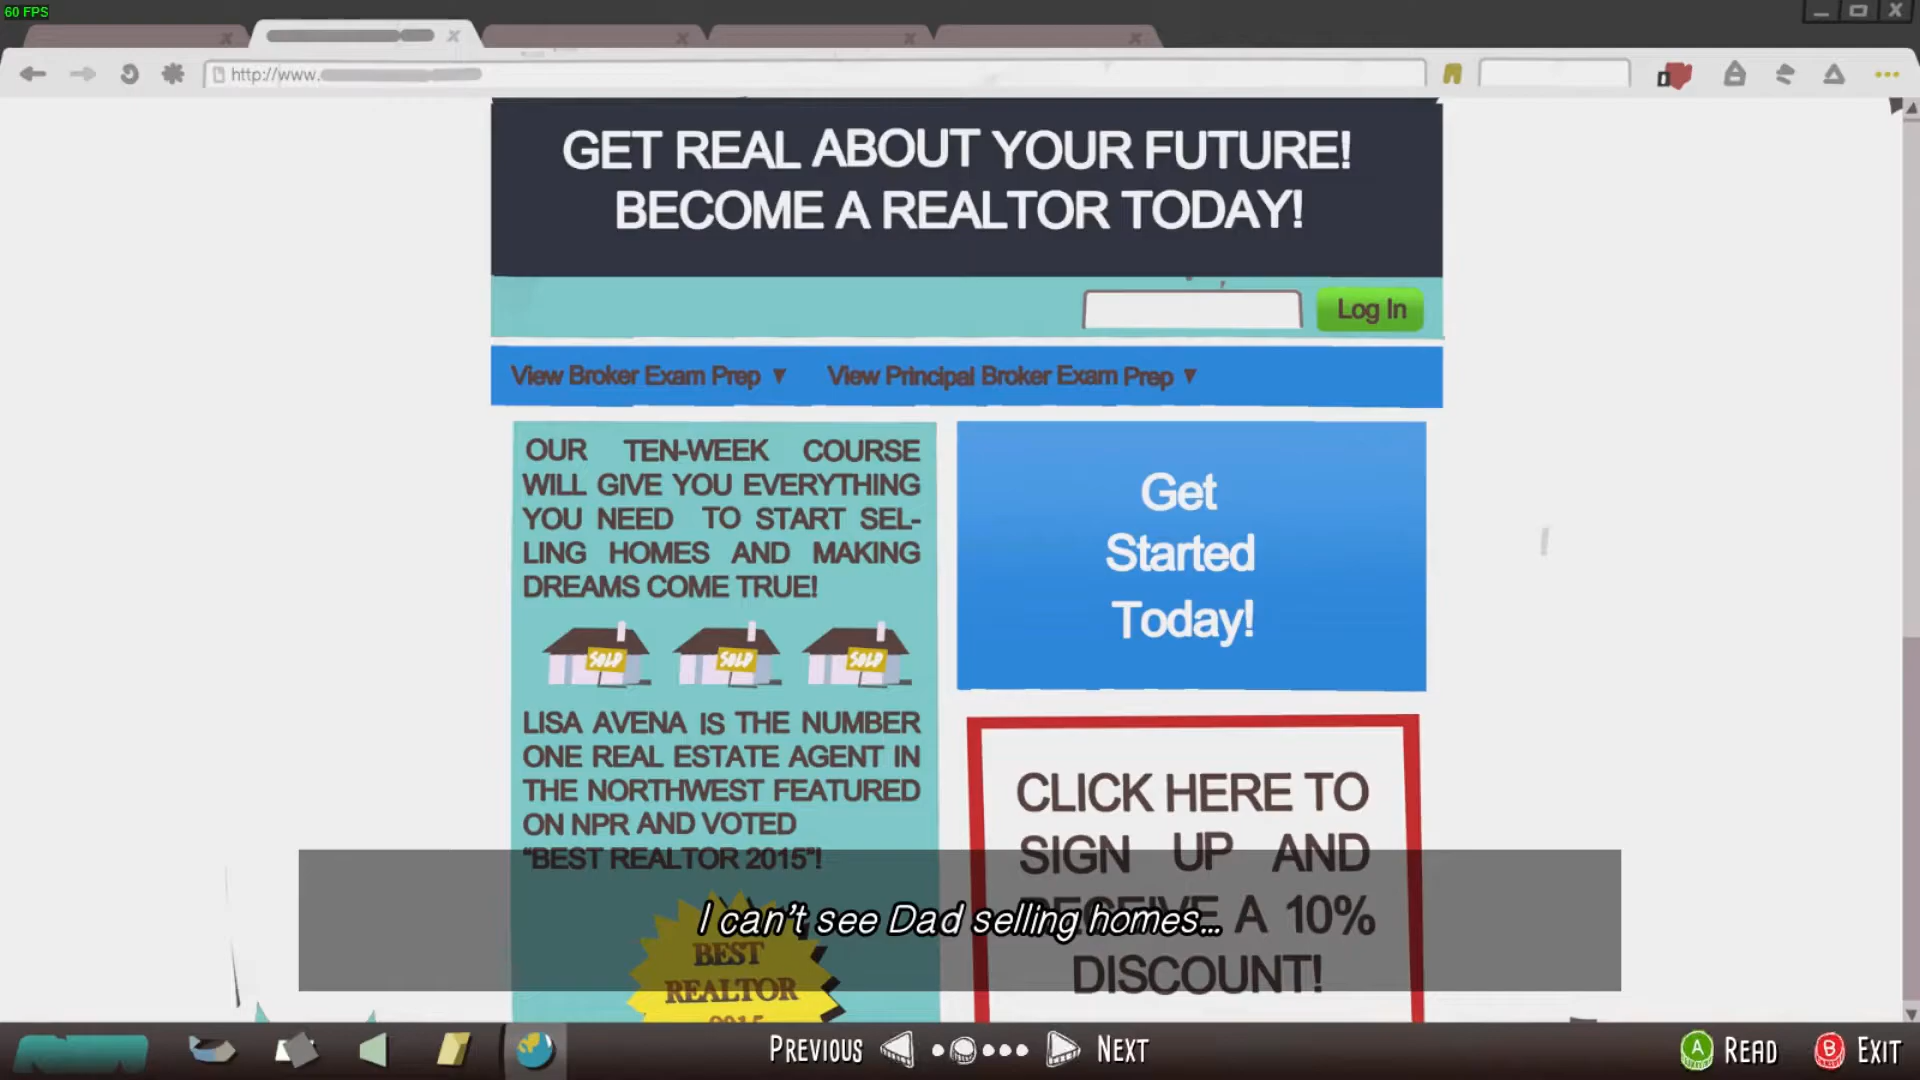 60 FPS
http://www.
GET REAL ABOUT YOUR FUTURE!
BECOME A REALTOR TODAY!
Log In
View Broker Exam Prep ▼ View Principal Broker Exam Prep ▼
OUR TEN-WEEK COURSE
WILL GIVE YOU EVERYTHING
YOU NEED TO START SEL-
LING HOMES AND MAKING
DREAMS COME TRUE!
SOLD SOLD SOLD
LISA AVENA IS THE NUMBER
ONE REAL ESTATE AGENT IN
THE NORTHWEST FEATURED
ON NPR AND VOTED
“BEST REALTOR 2015”!
BEST
REALTOR
2015
Get
Started
Today!
CLICK HERE TO
SIGN UP AND
RECEIVE A 10%
DISCOUNT!
I can't see Dad selling homes...
PREVIOUS NEXT
A READ B EXIT